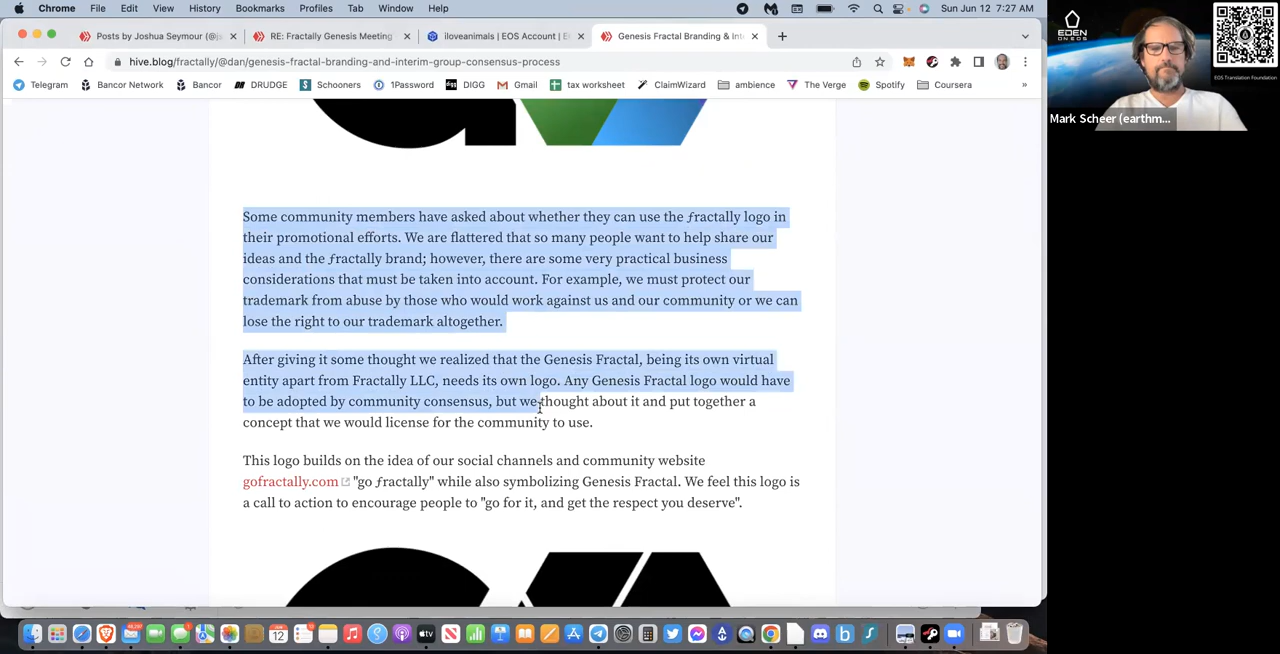 Chrome File Edit View History Bookmarks Profiles Tab Window Help
Sun Jun 12 7:27 AM
Posts by Joshua Seymour (@js
RE: Fractally Genesis Meeting
iloveanimals | EOS Account | E
Genesis Fractal Branding & Int
hive.blog/fractally/@dan/genesis-fractal-branding-and-interim-group-consensus-process
Telegram Bancor Network Bancor DRUDGE Schooners 1Password DIGG Gmail tax worksheet ClaimWizard ambience The Verge Spotify Coursera »
Some community members have asked about whether they can use the ƒractally logo in
their promotional efforts. We are flattered that so many people want to help share our
ideas and the ƒractally brand; however, there are some very practical business
considerations that must be taken into account. For example, we must protect our
trademark from abuse by those who would work against us and our community or we can
lose the right to our trademark altogether.
After giving it some thought we realized that the Genesis Fractal, being its own virtual
entity apart from Fractally LLC, needs its own logo. Any Genesis Fractal logo would have
to be adopted by community consensus, but we thought about it and put together a
concept that we would license for the community to use.
This logo builds on the idea of our social channels and community website
gofractally.com "go ƒractally" while also symbolizing Genesis Fractal. We feel this logo is
a call to action to encourage people to "go for it, and get the respect you deserve".
EDEN
ON EOS
EOS Translation Foundation
Mark Scheer (earthm...